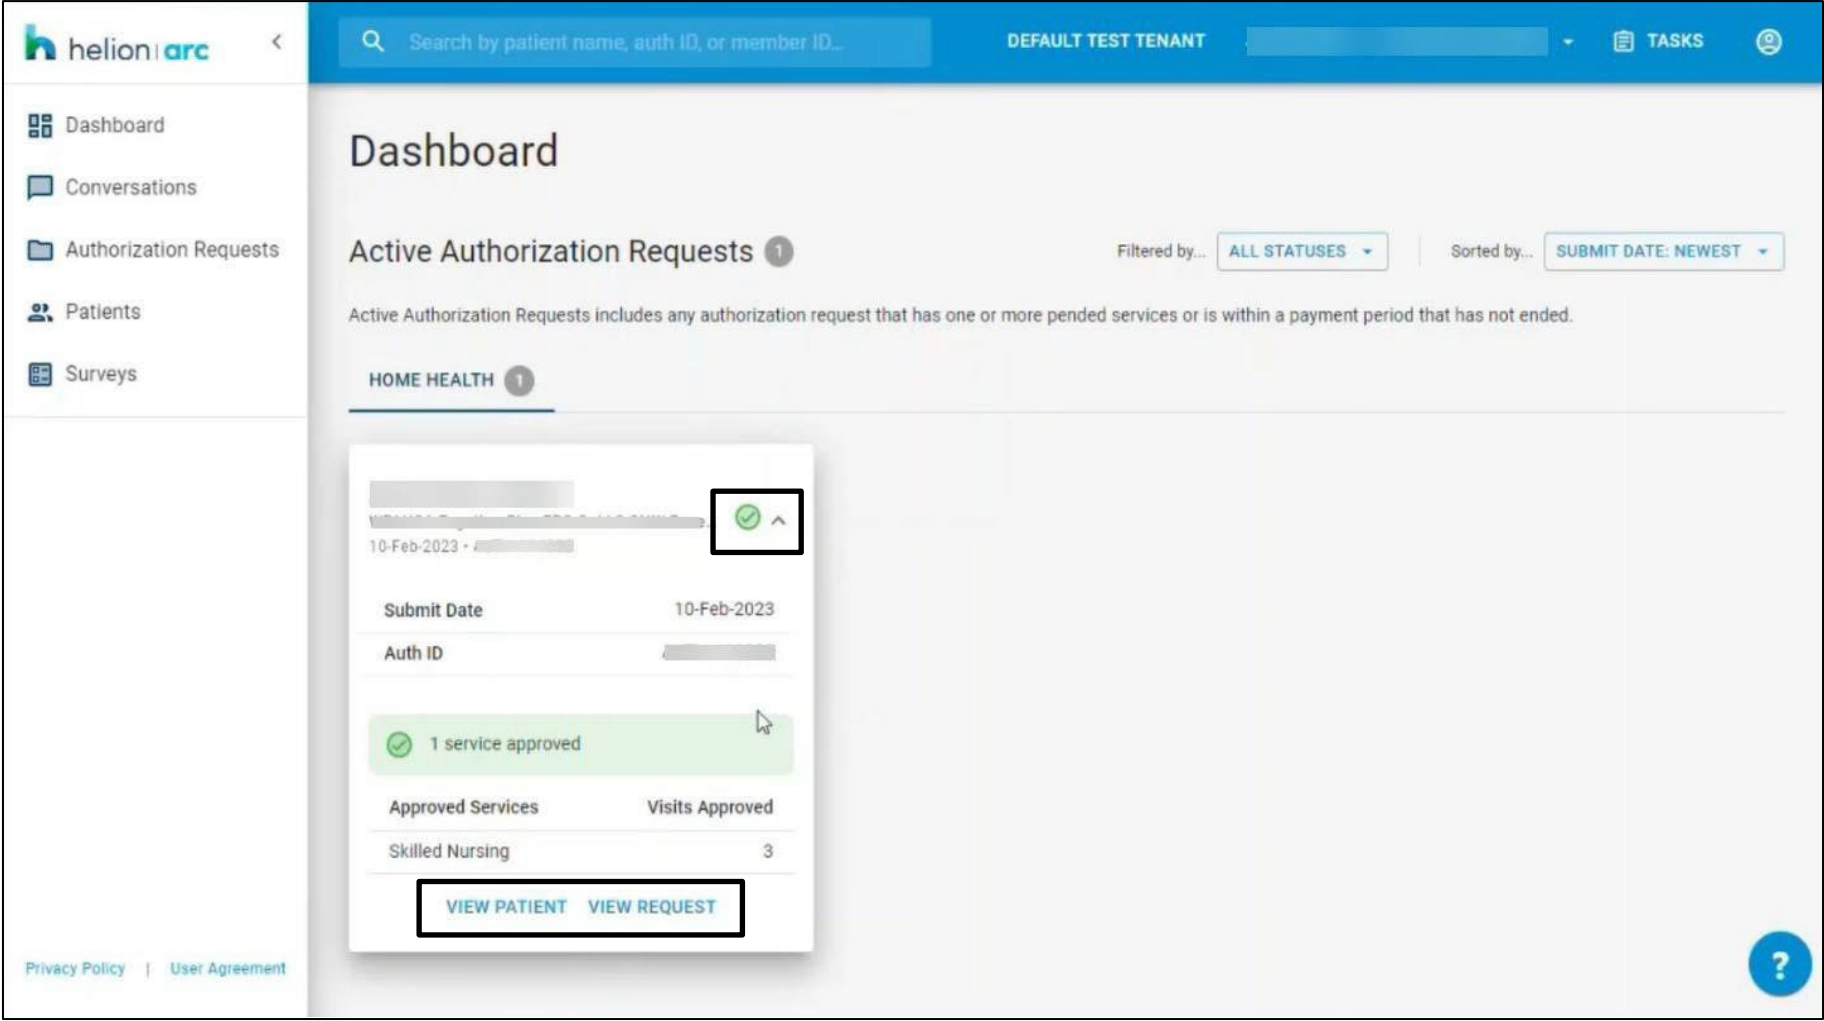 helion arc
Search by patient name, auth ID, or member ID...
DEFAULT TEST TENANT
TASKS
Dashboard
Conversations
Authorization Requests
Patients
Surveys
Dashboard
Active Authorization Requests 1
Filtered by... ALL STATUSES
Sorted by... SUBMIT DATE: NEWEST
Active Authorization Requests includes any authorization request that has one or more pended services or is within a payment period that has not ended.
HOME HEALTH 1
10-Feb-2023 •
Submit Date 10-Feb-2023
Auth ID
1 service approved
Approved Services Visits Approved
Skilled Nursing 3
VIEW PATIENT VIEW REQUEST
Privacy Policy | User Agreement
?